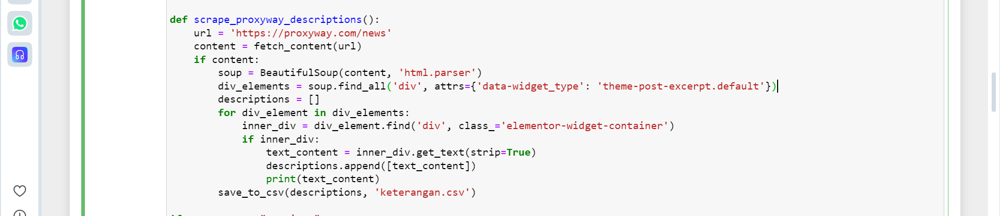 def scrape_proxyway_descriptions():
    url = 'https://proxyway.com/news'
    content = fetch_content(url)
    if content:
        soup = BeautifulSoup(content, 'html.parser')
        div_elements = soup.find_all('div', attrs={'data-widget_type': 'theme-post-excerpt.default'})
        descriptions = []
        for div_element in div_elements:
            inner_div = div_element.find('div', class_='elementor-widget-container')
            if inner_div:
                text_content = inner_div.get_text(strip=True)
                descriptions.append([text_content])
                print(text_content)
        save_to_csv(descriptions, 'keterangan.csv')